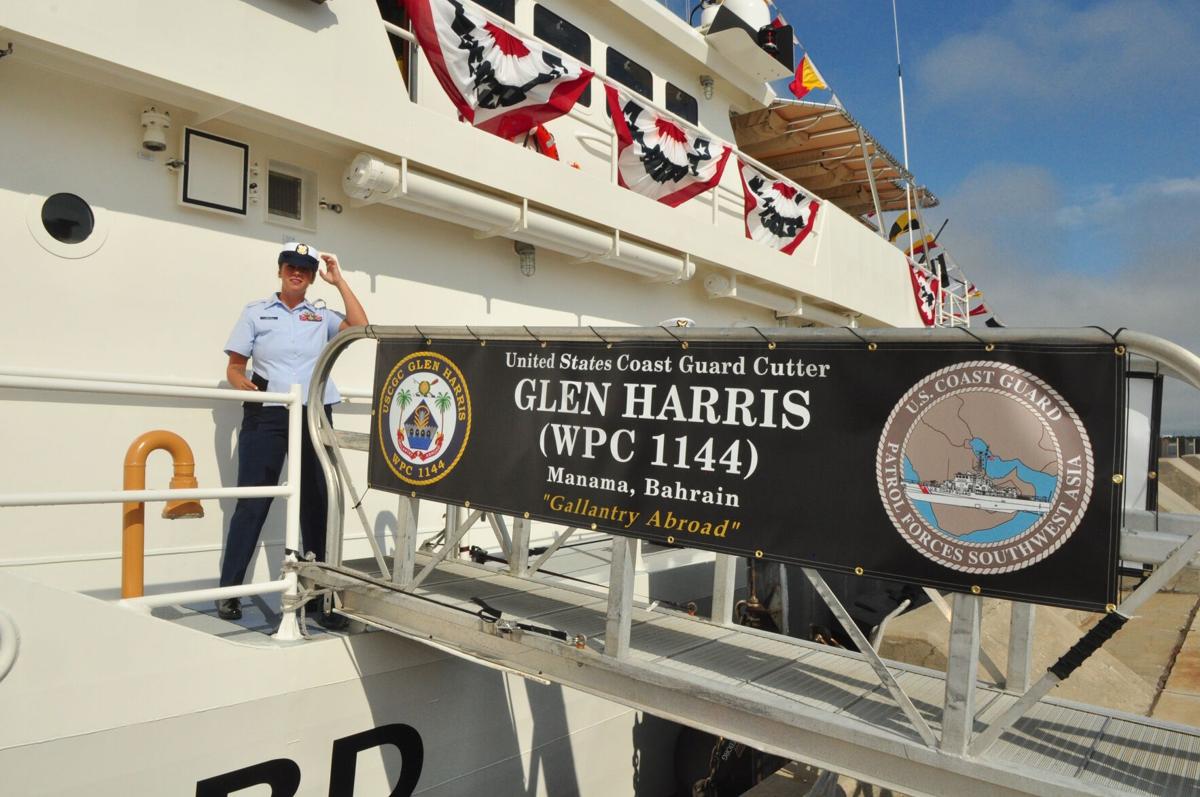 United States Coast Guard Cutter
GLEN HARRIS
(WPC 1144)
Manama, Bahrain
"Gallantry Abroad"
USCGC GLEN HARRIS
WPC 1144
U.S. COAST GUARD
PATROL FORCES SOUTHWEST ASIA
RD